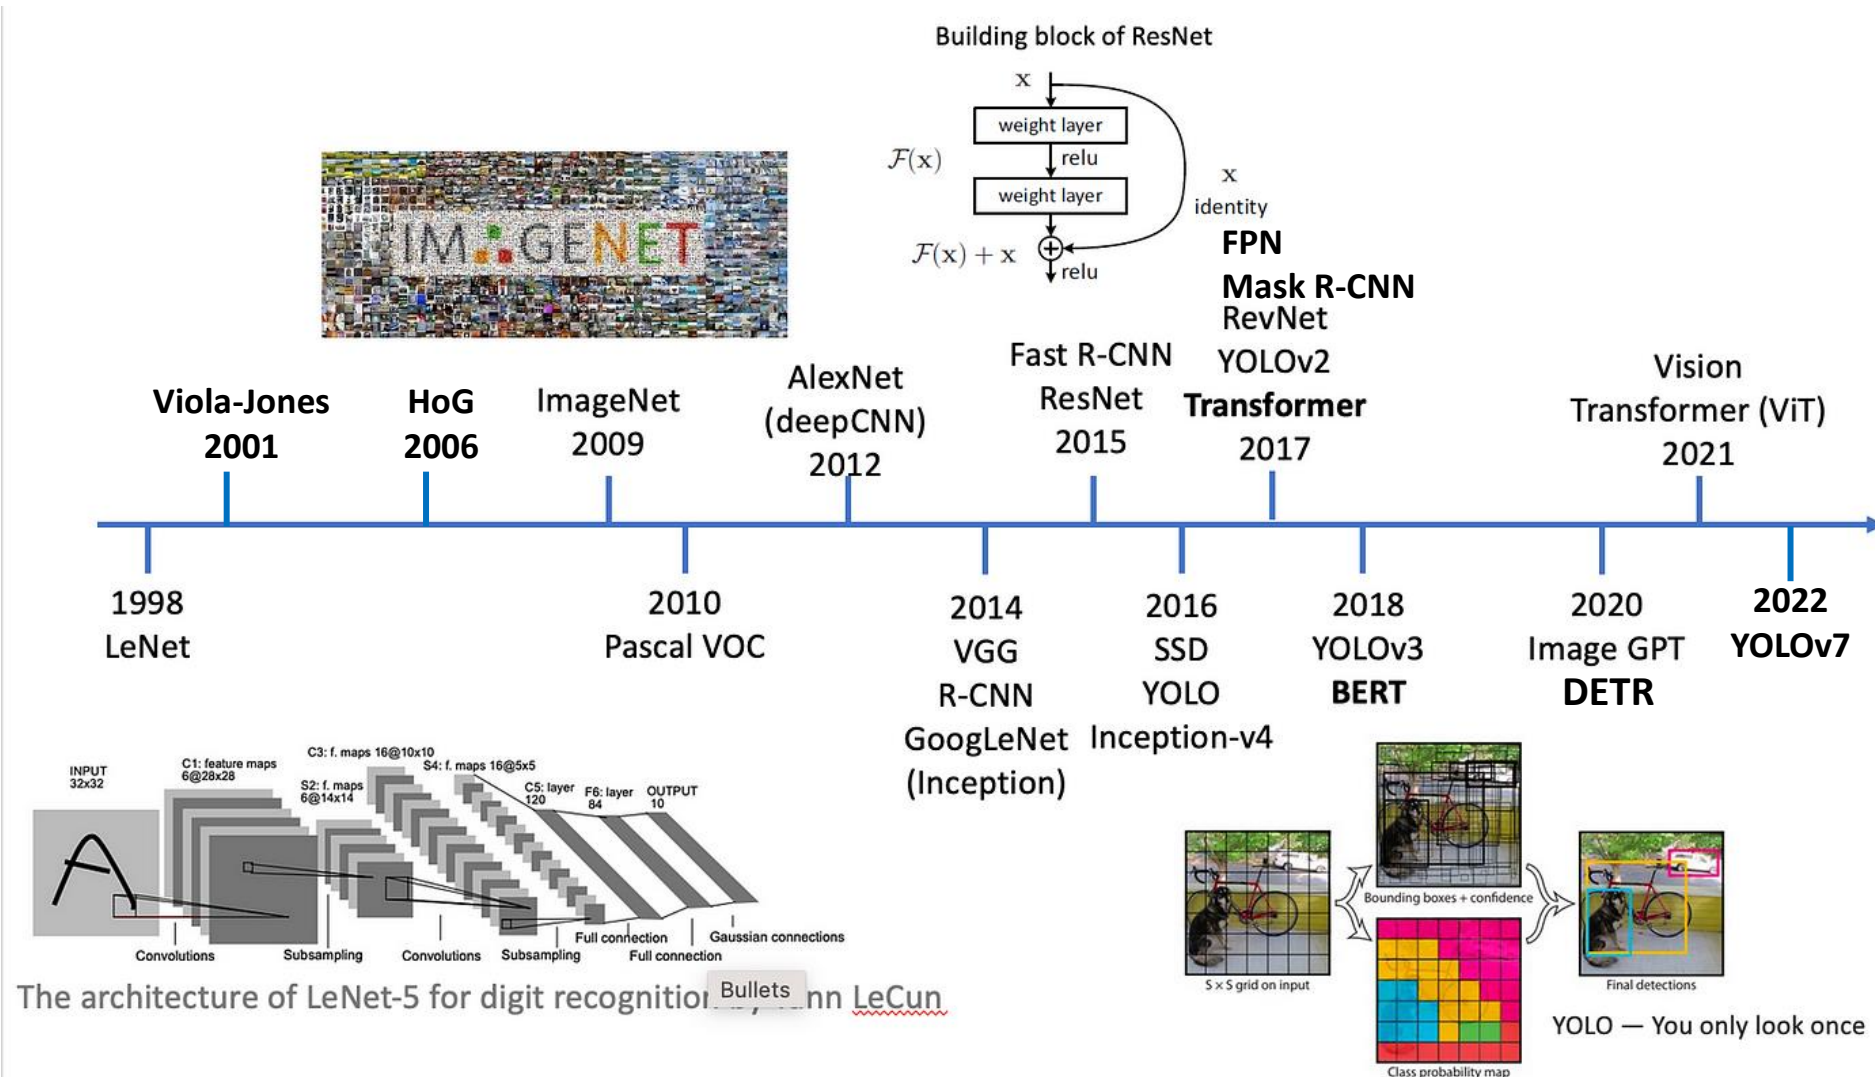 Building block of ResNet
x
weight layer
F(x)
relu
weight layer
x
identity
F(x) + x
relu
IMAGENET
FPN
Mask R-CNN
RevNet
YOLOv2
Transformer
2017
Viola-Jones
2001
HoG
2006
ImageNet
2009
AlexNet
(deepCNN)
2012
Fast R-CNN
ResNet
2015
Vision
Transformer (ViT)
2021
1998
LeNet
2010
Pascal VOC
2014
VGG
R-CNN
GoogLeNet
(Inception)
2016
SSD
YOLO
Inception-v4
2018
YOLOv3
BERT
2020
Image GPT
DETR
2022
YOLOv7
INPUT
32x32
C1: feature maps
6@28x28
S2: f. maps
6@14x14
C3: f. maps 16@10x10
S4: f. maps 16@5x5
C5: layer
120
F6: layer
84
OUTPUT
10
Convolutions
Subsampling
Convolutions
Subsampling
Full connection
Full connection
Gaussian connections
The architecture of LeNet-5 for digit recognition LeCun
Bullets
S × S grid on input
Bounding boxes + confidence
Class probability map
Final detections
YOLO — You only look once